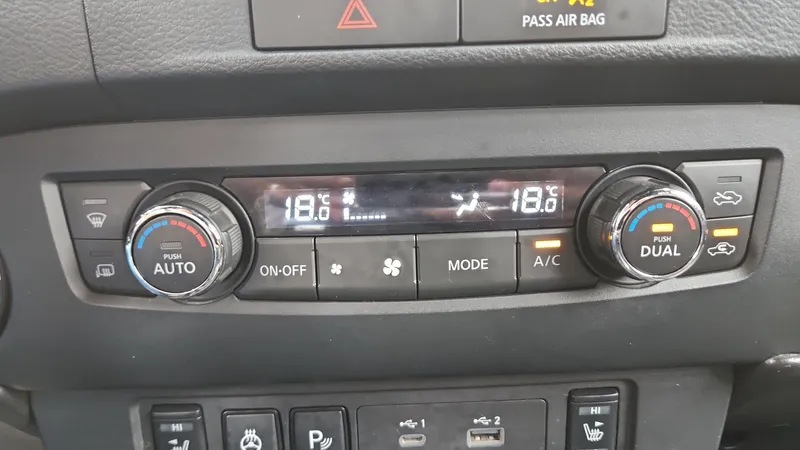 PASS AIR BAG
18.0°C
18.0°C
PUSH
AUTO
ON·OFF
MODE
A/C
PUSH
DUAL
HI
1
2
HI
P